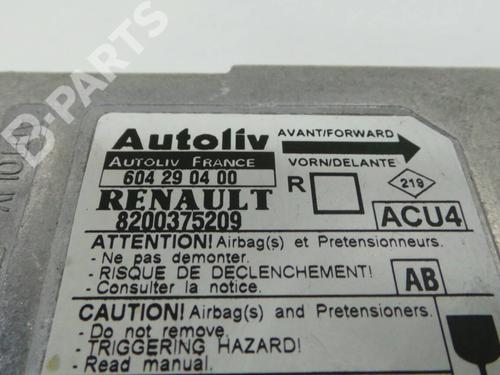 B-PARTS
Autoliv
AVANT/FORWARD
AUTOLIV FRANCE
VORN/DELANTE
604 29 04 00
R
219
RENAULT
8200375209
ACU4
ATTENTION! Airbag(s) et Pretensionneurs.
- Ne pas demonter.
- RISQUE DE DECLENCHEMENT!
- Consulter la notice.
AB
CAUTION! Airbag(s) and Pretensioners.
- Do not remove.
- TRIGGERING HAZARD!
- Read manual.